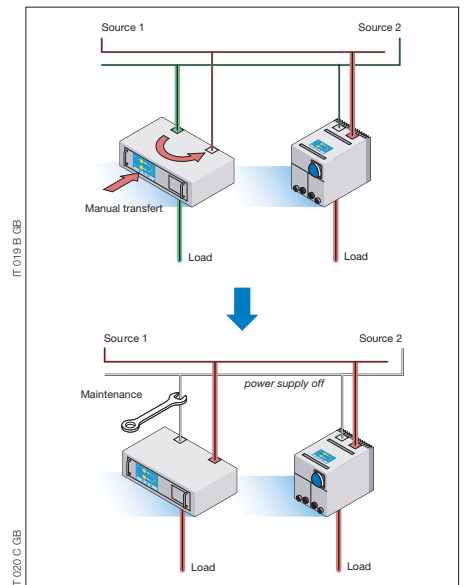 Source 1
Source 2
Manual transfert
Load
Load
IT 019 B GB
Source 1
Source 2
power supply off
Maintenance
Load
Load
IT 020 C GB